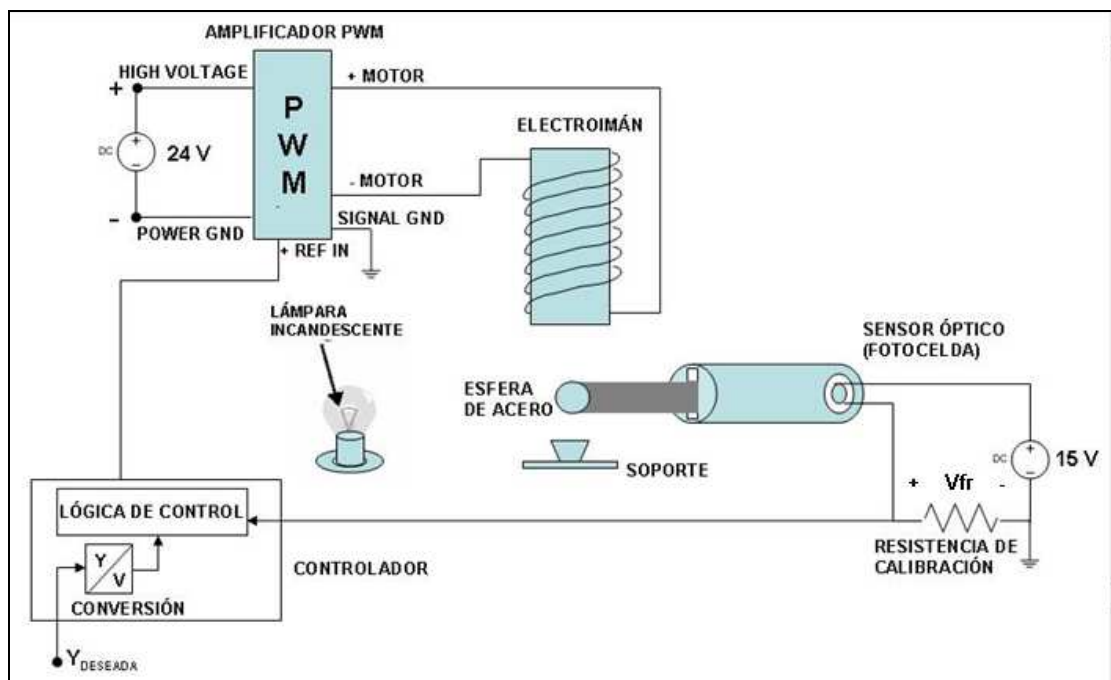 AMPLIFICADOR PWM
HIGH VOLTAGE
+ MOTOR
+
P
W
M
ELECTROIMÁN
DC
+
-
24 V
- MOTOR
-
SIGNAL GND
POWER GND
+ REF IN
LÁMPARA
INCANDESCENTE
SENSOR ÓPTICO
(FOTOCELDA)
ESFERA
DE ACERO
SOPORTE
DC
+
-
15 V
+ Vfr -
LÓGICA DE CONTROL
RESISTENCIA DE
CALIBRACIÓN
Y
V
CONTROLADOR
CONVERSIÓN
Y DESEADA